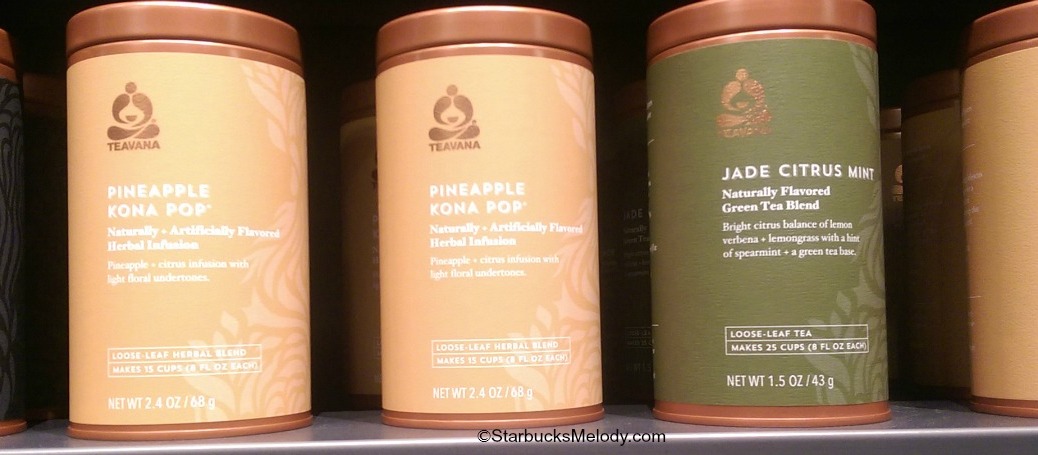 TEAVANA
PINEAPPLE
KONA POP
Naturally + Artificially Flavored
Herbal Infusion
Pineapple + citrus infusion with
light floral undertones.
LOOSE-LEAF HERBAL BLEND
MAKES 15 CUPS (8 FL OZ EACH)
NET WT 2.4 OZ / 68 g
TEAVANA
PINEAPPLE
KONA POP
Naturally + Artificially Flavored
Herbal Infusion
Pineapple + citrus infusion with
light floral undertones.
LOOSE-LEAF HERBAL BLEND
MAKES 15 CUPS (8 FL OZ EACH)
NET WT 2.4 OZ / 68 g
TEAVANA
JADE CITRUS MINT
Naturally Flavored
Green Tea Blend
Bright citrus balance of lemon
verbena + lemongrass with a hint
of spearmint + a green tea base.
LOOSE-LEAF TEA
MAKES 25 CUPS (8 FL OZ EACH)
NET WT 1.5 OZ / 43 g
©StarbucksMelody.com